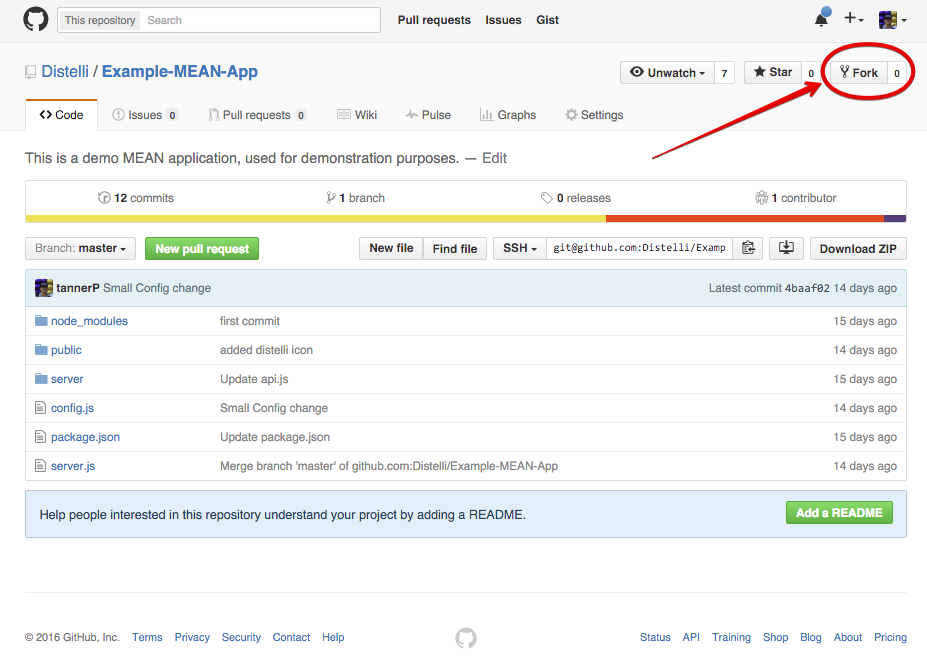 This repository Search Pull requests Issues Gist
Distelli / Example-MEAN-App Unwatch 7 Star 0 Fork 0
Code Issues 0 Pull requests 0 Wiki Pulse Graphs Settings
This is a demo MEAN application, used for demonstration purposes. — Edit
12 commits 1 branch 0 releases 1 contributor
Branch: master New pull request New file Find file SSH git@github.com:Distelli/Examp Download ZIP
tannerP Small Config change Latest commit 4baaf02 14 days ago
node_modules first commit 15 days ago
public added distelli icon 14 days ago
server Update api.js 15 days ago
config.js Small Config change 14 days ago
package.json Update package.json 15 days ago
server.js Merge branch 'master' of github.com:Distelli/Example-MEAN-App 14 days ago
Help people interested in this repository understand your project by adding a README. Add a README
© 2016 GitHub, Inc. Terms Privacy Security Contact Help Status API Training Shop Blog About Pricing